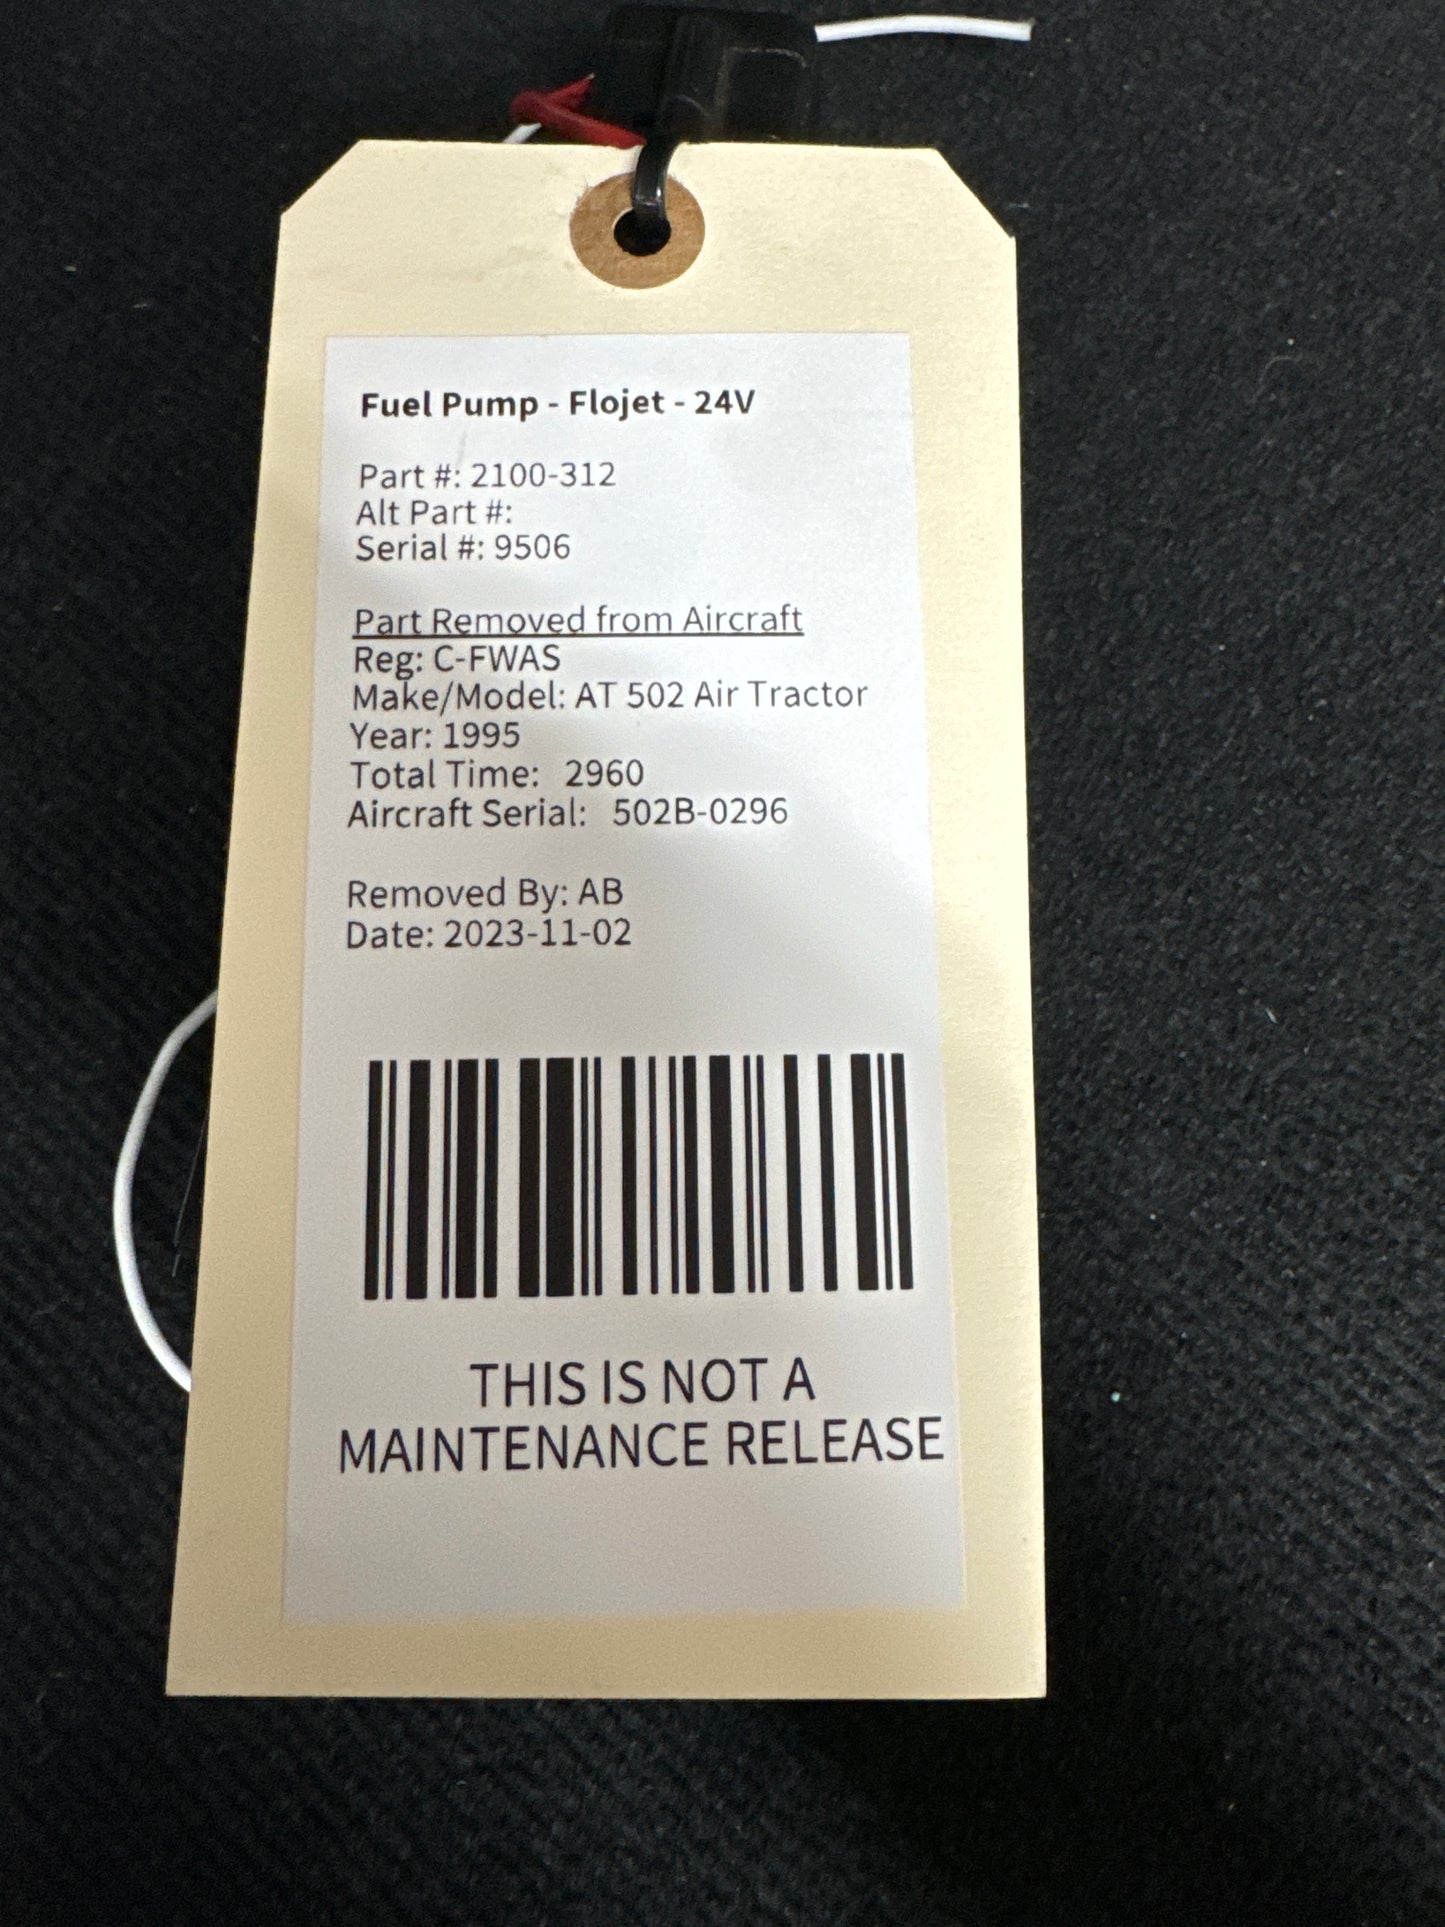 Fuel Pump - Flojet - 24V
Part #: 2100-312
Alt Part #:
Serial #: 9506
Part Removed from Aircraft
Reg: C-FWAS
Make/Model: AT 502 Air Tractor
Year: 1995
Total Time: 2960
Aircraft Serial: 502B-0296
Removed By: AB
Date: 2023-11-02
THIS IS NOT A
MAINTENANCE RELEASE